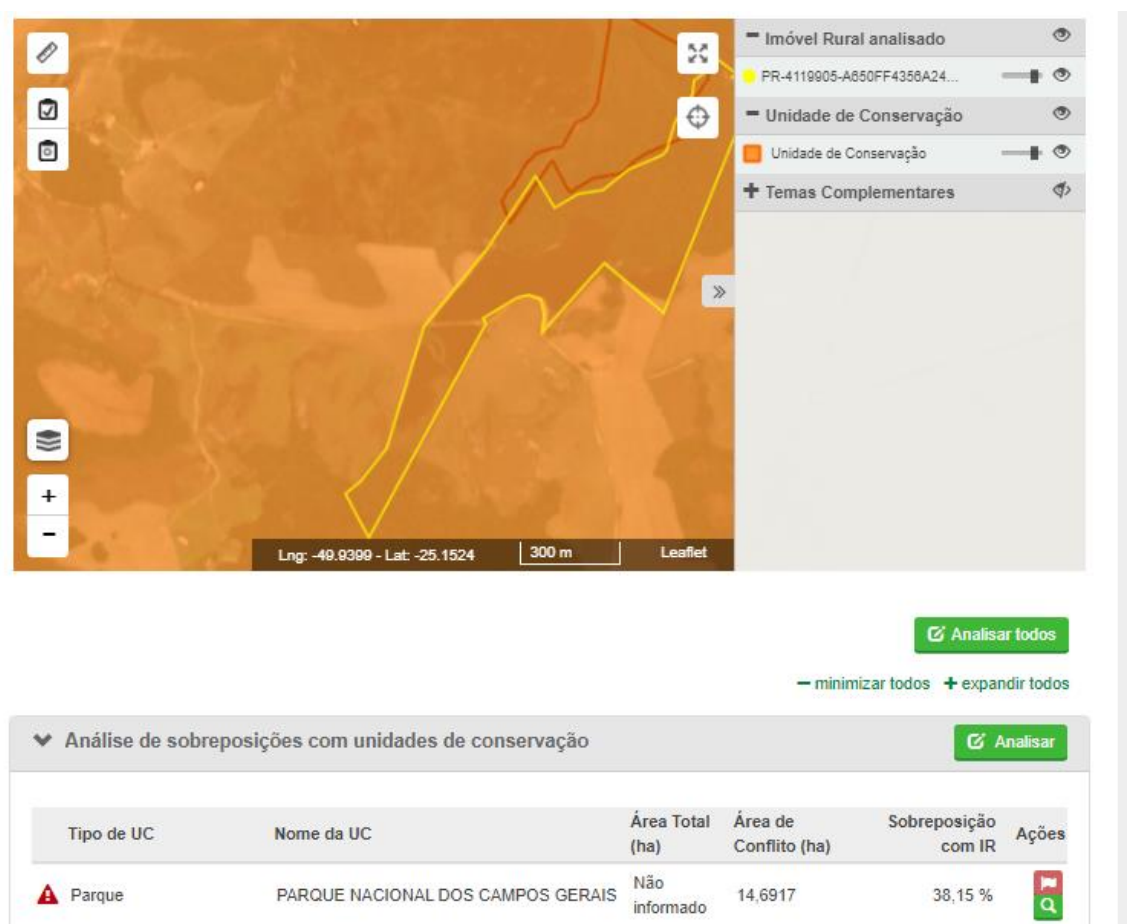 Imóvel Rural analisado
PR-4119905-A650FF4356A24...
Unidade de Conservação
Unidade de Conservação
Temas Complementares
+
−
Lng: -49.9399 - Lat: -25.1524
300 m
Leaflet
Analisar todos
minimizar todos
expandir todos
Análise de sobreposições com unidades de conservação
Analisar
Tipo de UC
Nome da UC
Área Total
(ha)
Área de
Conflito (ha)
Sobreposição
com IR
Ações
Parque
PARQUE NACIONAL DOS CAMPOS GERAIS
Não
informado
14,6917
38,15 %